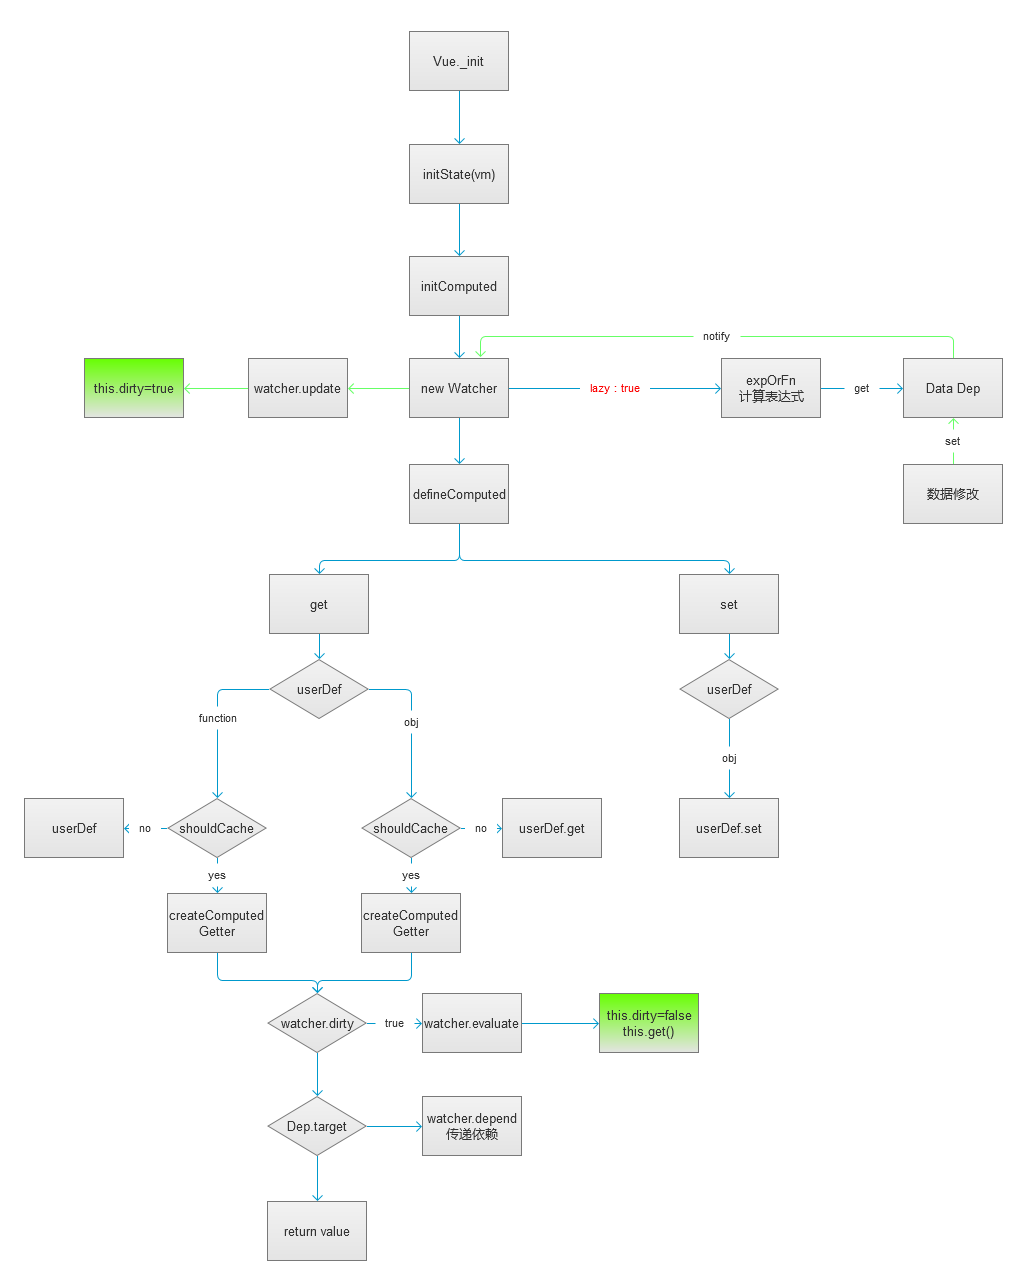 Vue._init
initState(vm)
initComputed
notify
this.dirty=true
watcher.update
new Watcher
lazy : true
expOrFn
计算表达式
get
Data Dep
set
数据修改
defineComputed
get
set
userDef
userDef
function
obj
obj
userDef
no
shouldCache
shouldCache
no
userDef.get
userDef.set
yes
yes
createComputed
Getter
createComputed
Getter
watcher.dirty
true
watcher.evaluate
this.dirty=false
this.get()
Dep.target
watcher.depend
传递依赖
return value